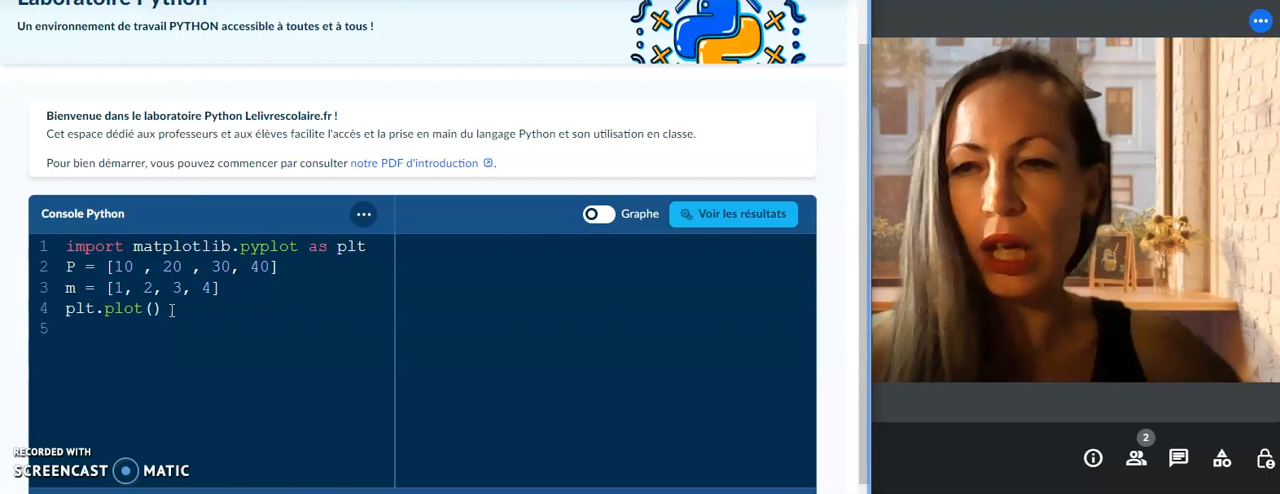 Laboratoire Python
Un environnement de travail PYTHON accessible à toutes et à tous !
Bienvenue dans le laboratoire Python Lelivrescolaire.fr !
Cet espace dédié aux professeurs et aux élèves facilite l'accès et la prise en main du langage Python et son utilisation en classe.
Pour bien démarrer, vous pouvez commencer par consulter notre PDF d'introduction.
Console Python
Graphe
Voir les résultats
1 import matplotlib.pyplot as plt
2 P = [10 , 20 , 30, 40]
3 m = [1, 2, 3, 4]
4 plt.plot()
5
RECORDED WITH
SCREENCAST MATIC
2